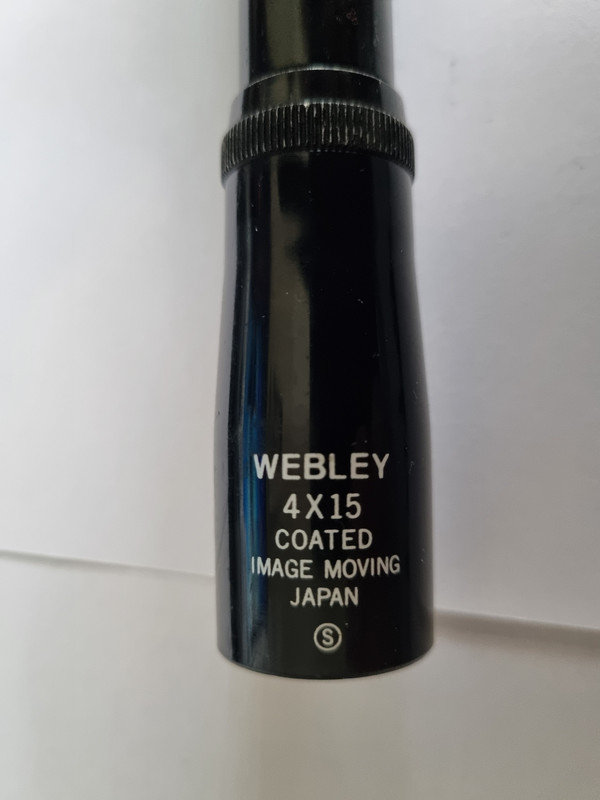 WEBLEY
4X15
COATED
IMAGE MOVING
JAPAN
Ⓢ